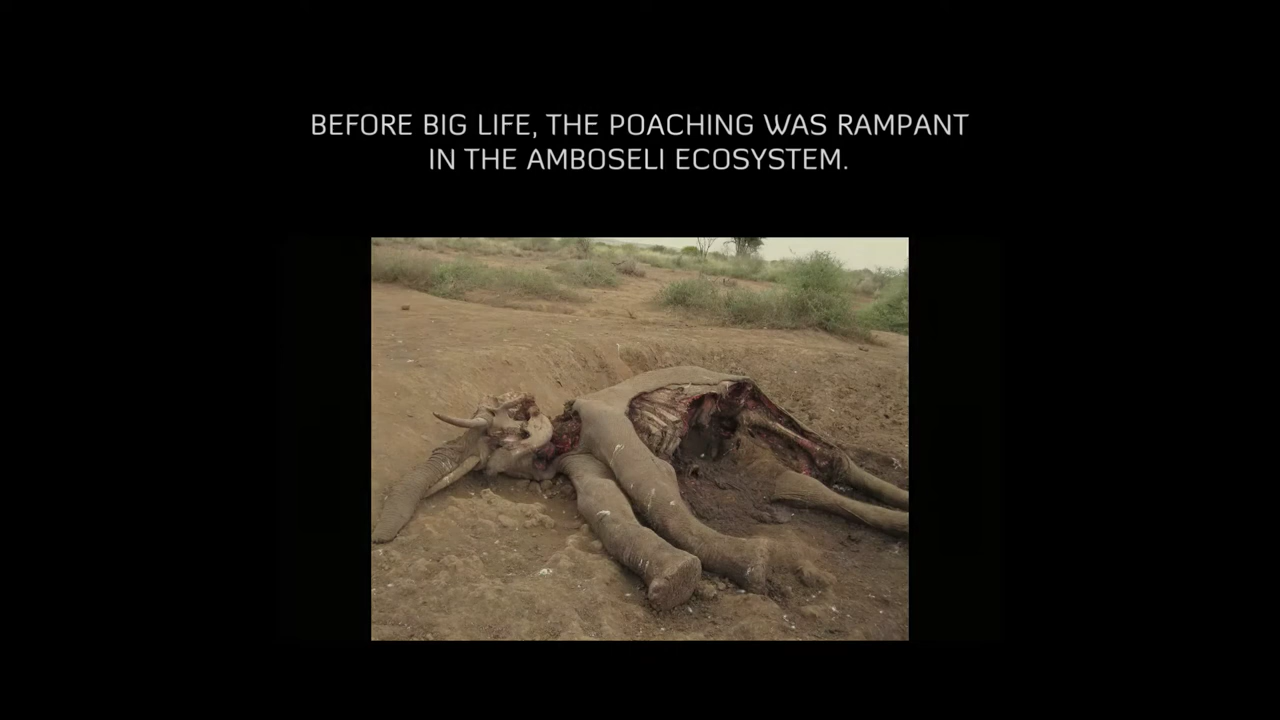 BEFORE BIG LIFE, THE POACHING WAS RAMPANT
IN THE AMBOSELI ECOSYSTEM.